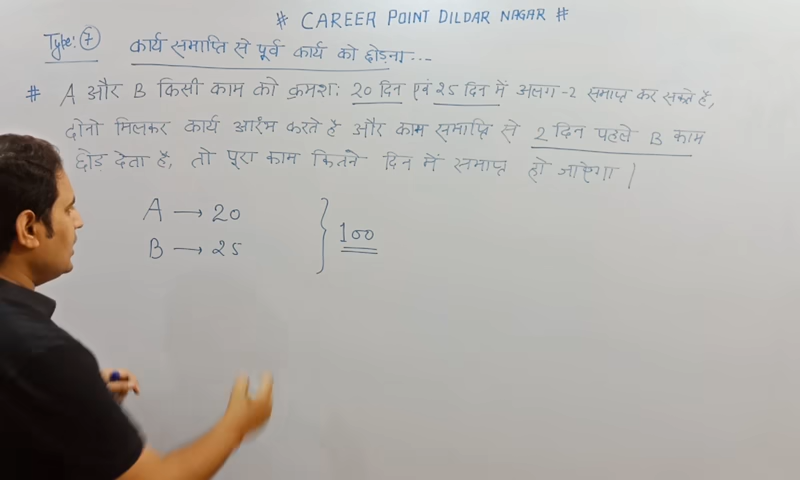 # CAREER POINT DILDAR NAGAR #
Type: 7 कार्य समाप्ति से पूर्व कार्य को छोड़ना...
# A और B किसी काम को क्रमशः 20 दिन एवं 25 दिन में अलग-2 समाप्त कर सकते है,
दोनो मिलकर कार्य आरंभ करते है और काम समाप्ति से 2 दिन पहले B काम
छोड़ देता है, तो पूरा काम कितने दिन में समाप्त हो जाऐगा।
A → 20
B → 25 } 100